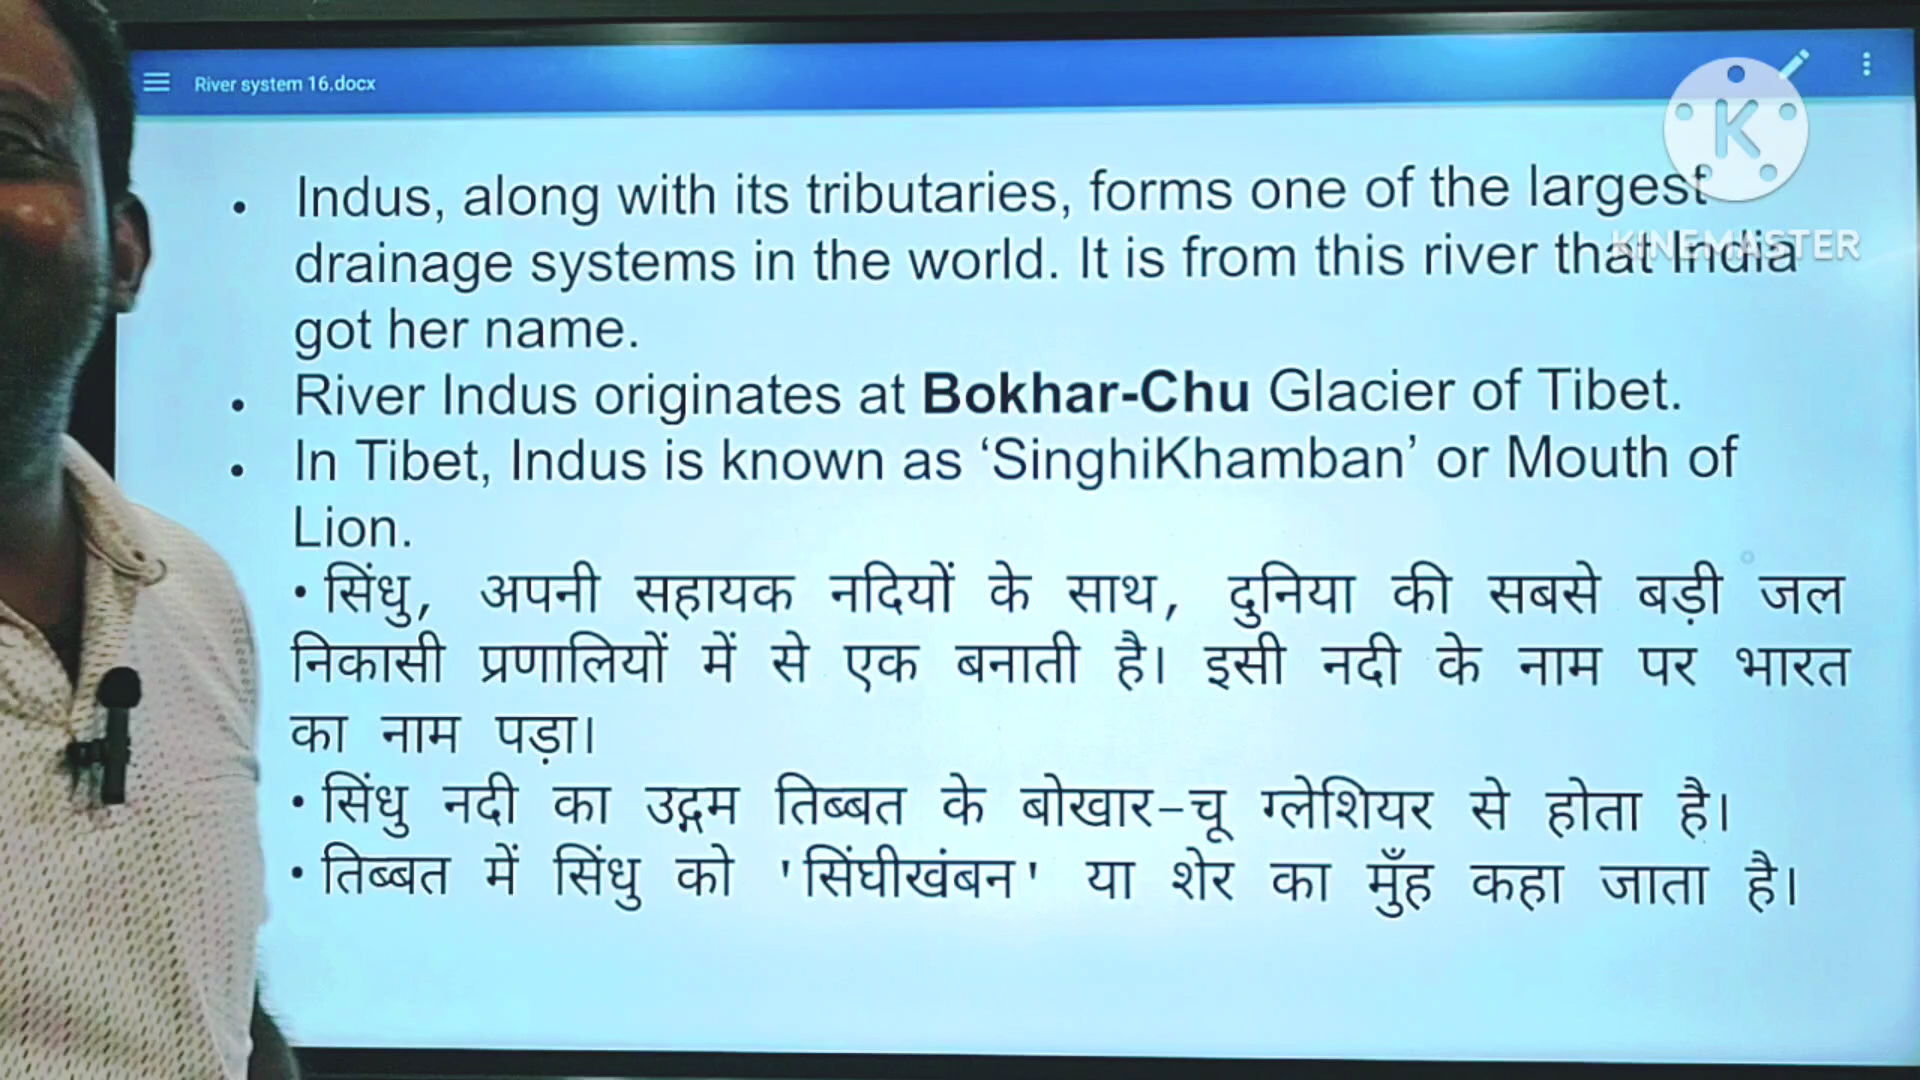 River system 16.docx
K
KINEMASTER
• Indus, along with its tributaries, forms one of the largest
drainage systems in the world. It is from this river that India
got her name.
• River Indus originates at Bokhar-Chu Glacier of Tibet.
• In Tibet, Indus is known as ‘SinghiKhamban’ or Mouth of
Lion.
• सिंधु, अपनी सहायक नदियों के साथ, दुनिया की सबसे बड़ी जल
निकासी प्रणालियों में से एक बनाती है। इसी नदी के नाम पर भारत
का नाम पड़ा।
• सिंधु नदी का उद्गम तिब्बत के बोखार-चू ग्लेशियर से होता है।
• तिब्बत में सिंधु को 'सिंघीखंबन' या शेर का मुँह कहा जाता है।